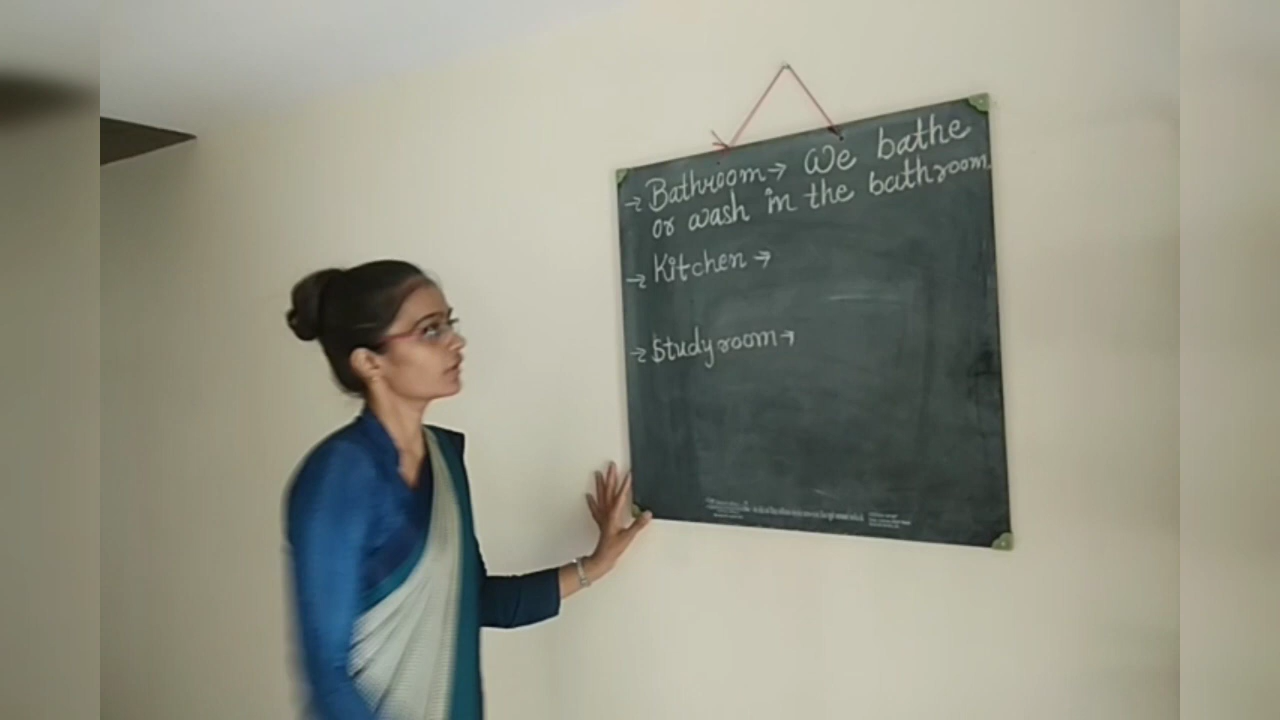 → Bathroom → We bathe
or wash in the bathroom.
→ Kitchen →
→ Study room →